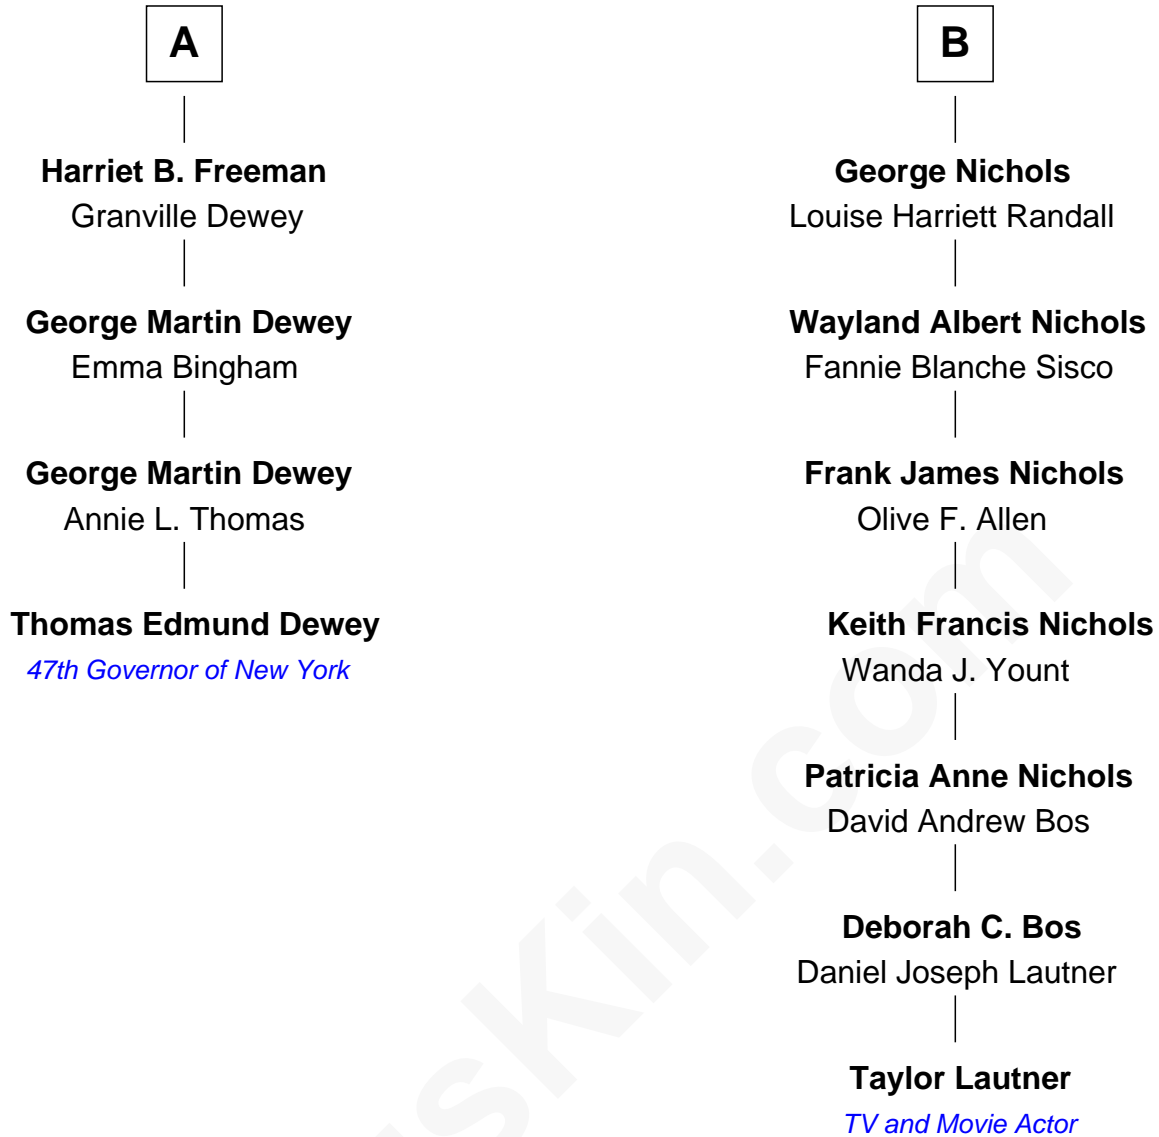 A
Harriet B. Freeman
Granville Dewey
George Martin Dewey
Emma Bingham
George Martin Dewey
Annie L. Thomas
Thomas Edmund Dewey
47th Governor of New York
B
George Nichols
Louise Harriett Randall
Wayland Albert Nichols
Fannie Blanche Sisco
Frank James Nichols
Olive F. Allen
Keith Francis Nichols
Wanda J. Yount
Patricia Anne Nichols
David Andrew Bos
Deborah C. Bos
Daniel Joseph Lautner
Taylor Lautner
TV and Movie Actor